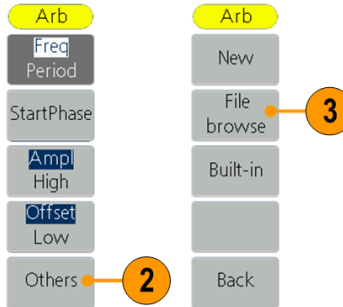 Arb
Freq
Period
StartPhase
Ampl
High
Offset
Low
Others
2
Arb
New
File
browse
3
Built-in
Back